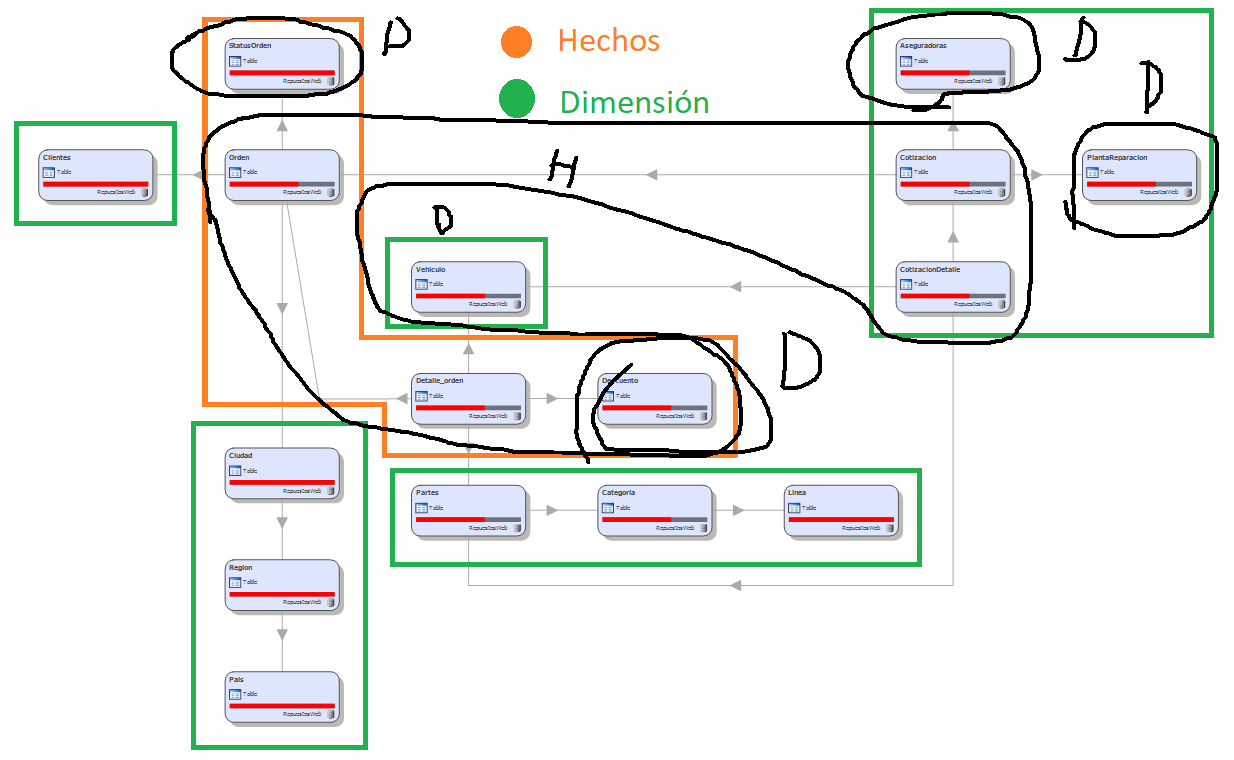 Hechos
Dimensión
D
StatusOrden
Table
RepuestosWeb
D
Aseguradoras
Table
RepuestosWeb
D
Clientes
Table
RepuestosWeb
Orden
Table
RepuestosWeb
H
Cotizacion
Table
RepuestosWeb
PlantaReparacion
Table
RepuestosWeb
D
Vehiculo
Table
RepuestosWeb
CotizacionDetalle
Table
RepuestosWeb
D
Detalle_orden
Table
RepuestosWeb
Descuento
Table
RepuestosWeb
Ciudad
Table
RepuestosWeb
Partes
Table
RepuestosWeb
Categoria
Table
RepuestosWeb
Linea
Table
RepuestosWeb
Region
Table
RepuestosWeb
Pais
Table
RepuestosWeb